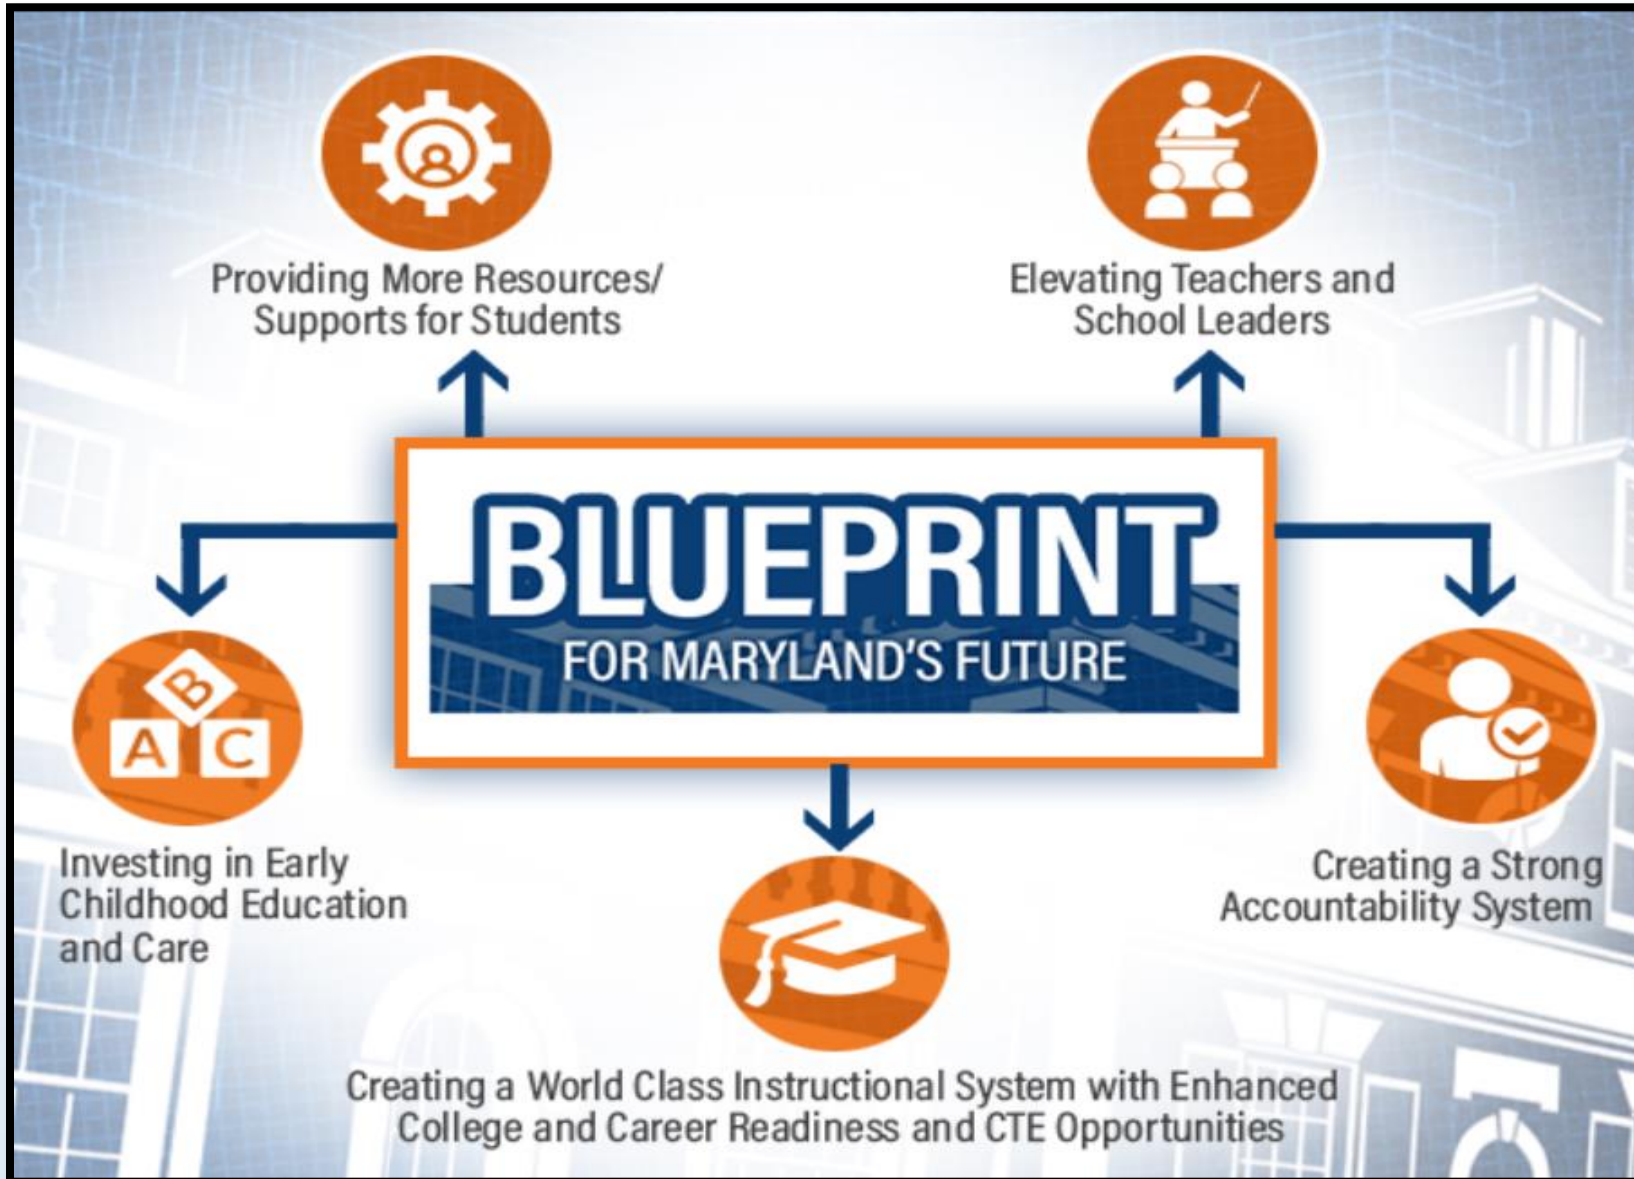 Providing More Resources/
Supports for Students
Elevating Teachers and
School Leaders
BLUEPRINT
FOR MARYLAND'S FUTURE
B
A C
Investing in Early
Childhood Education
and Care
Creating a Strong
Accountability System
Creating a World Class Instructional System with Enhanced
College and Career Readiness and CTE Opportunities